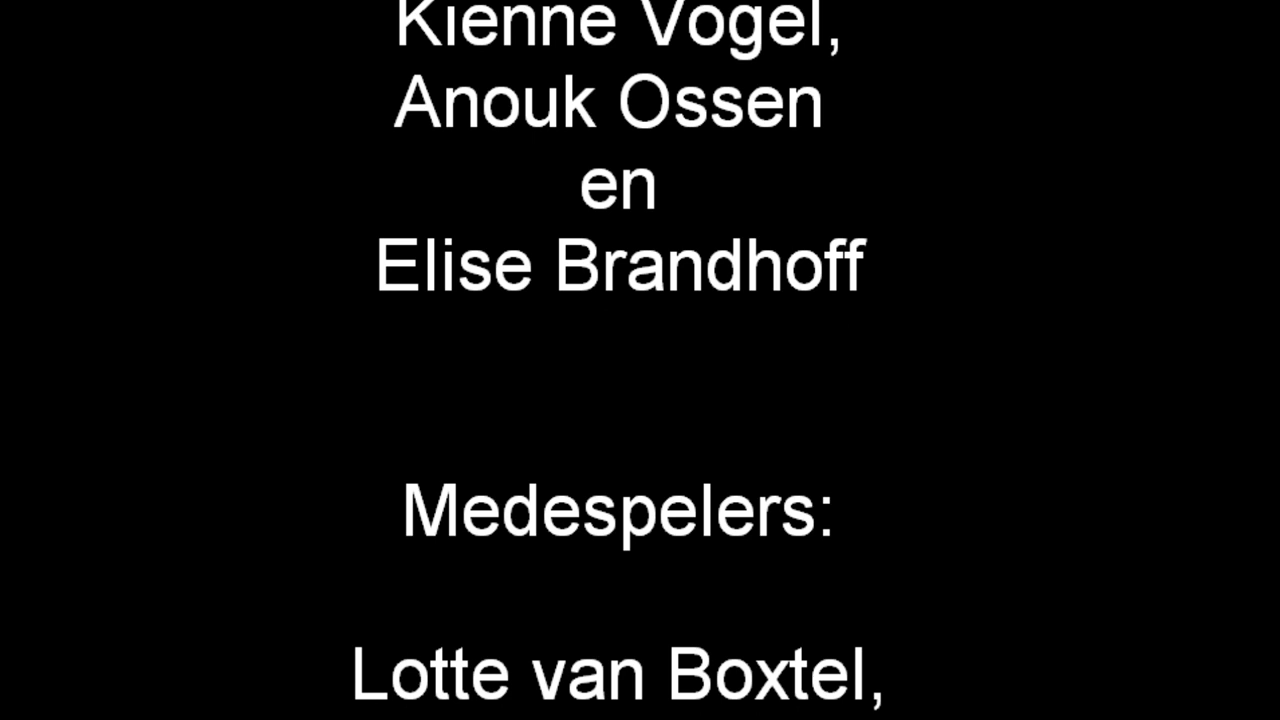 Kienne Vogel,
Anouk Ossen
en
Elise Brandhoff
Medespelers:
Lotte van Boxtel,